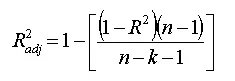 R²adj = 1 − [(1 − R²)(n − 1) / n − k − 1]